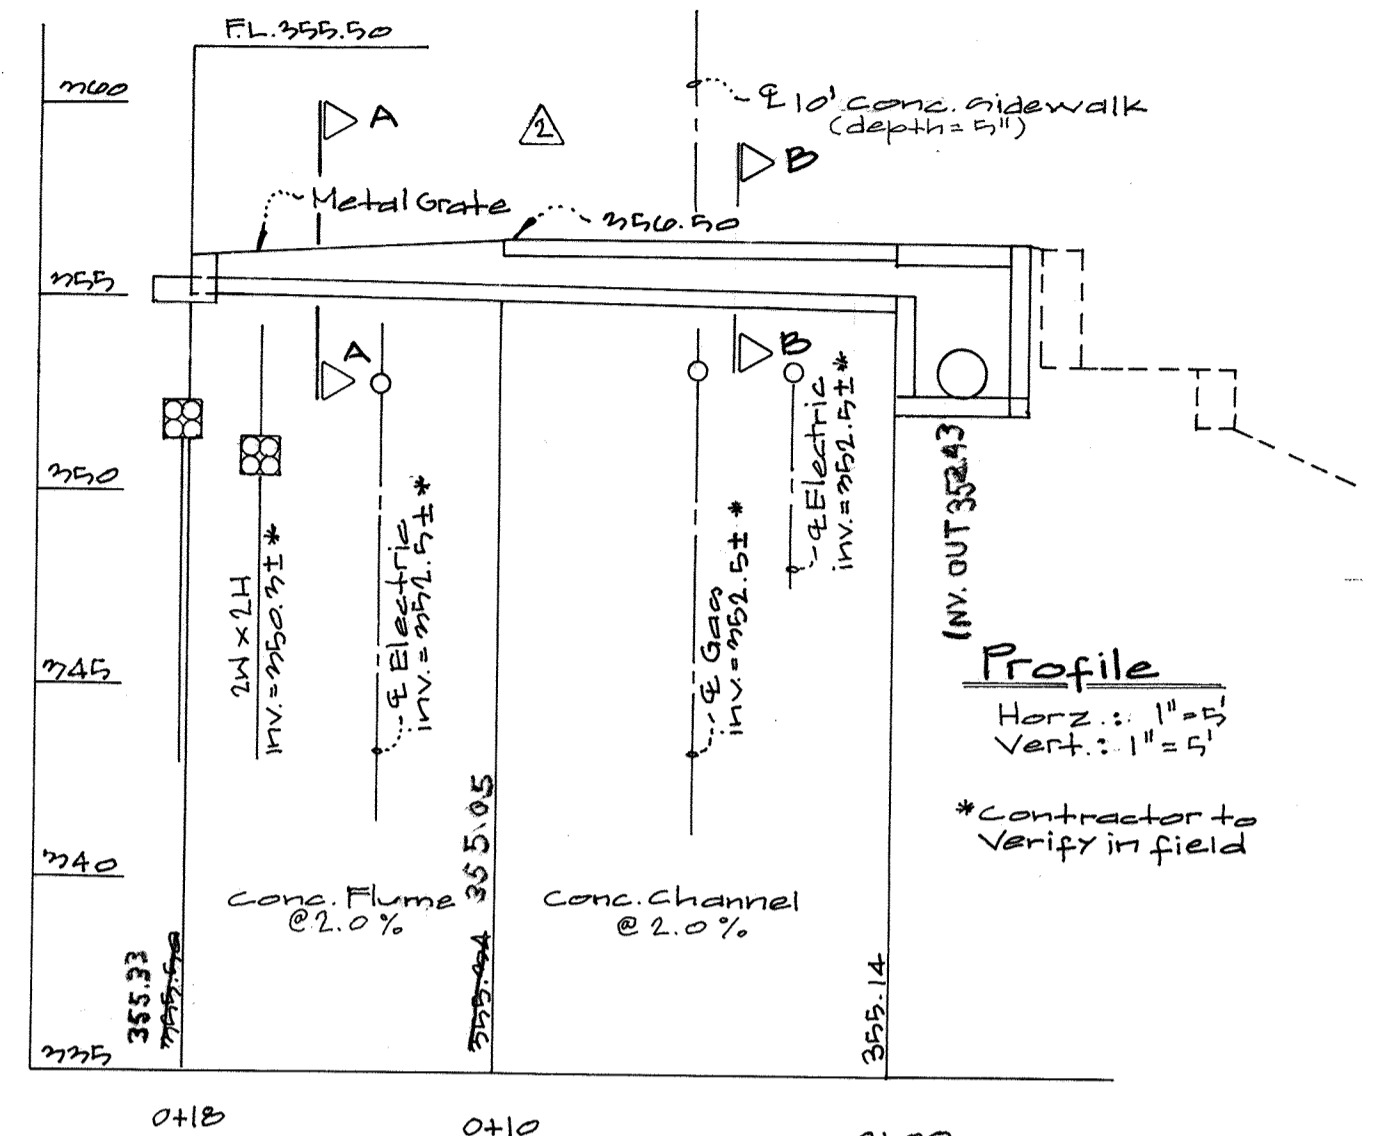 F.L. 355.50
360
A
2
℄ 10' Conc. Sidewalk
(depth = 5")
B
Metal Grate
356.50
355
A
B
350
2W x 2H
inv. = 350.3± *
℄ Electric
inv. = 352.5± *
℄ Gas
inv. = 352.5± *
℄ Electric
inv. = 352.5± *
INV. OUT 352.93
345
Profile
Horz.: 1" = 5'
Vert.: 1" = 5'
* Contractor to
Verify in field
340
Conc. Flume
@ 2.0 %
Conc. Channel
@ 2.0 %
355.33
355.50
355.05
355.14
335
0+18
0+10